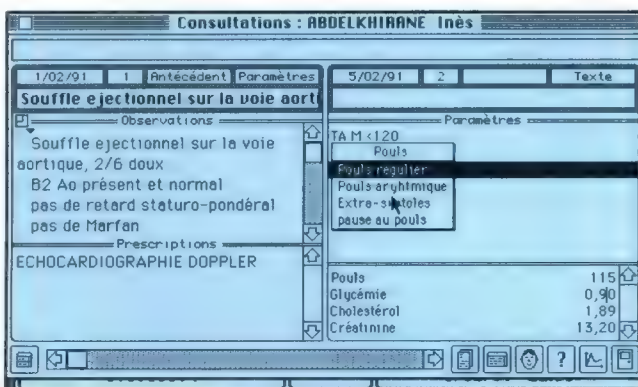 Consultations : ABDELKHIRANE Inès
1/02/91 1 Antécédent Paramètres
Souffle ejectionnel sur la voie aorti
Observations
Souffle ejectionnel sur la voie
aortique, 2/6 doux
B2 Ao présent et normal
pas de retard staturo-pondéral
pas de Marfan
Prescriptions
ECHOCARDIOGRAPHIE DOPPLER
5/02/91 2 Texte
Paramètres
TA M <120
Pouls
Pouls regulier
Pouls aryhtmique
Extra-systoles
pause au pouls
Pouls 115
Glycémie 0,90
Cholestérol 1,89
Créatinine 13,20
?